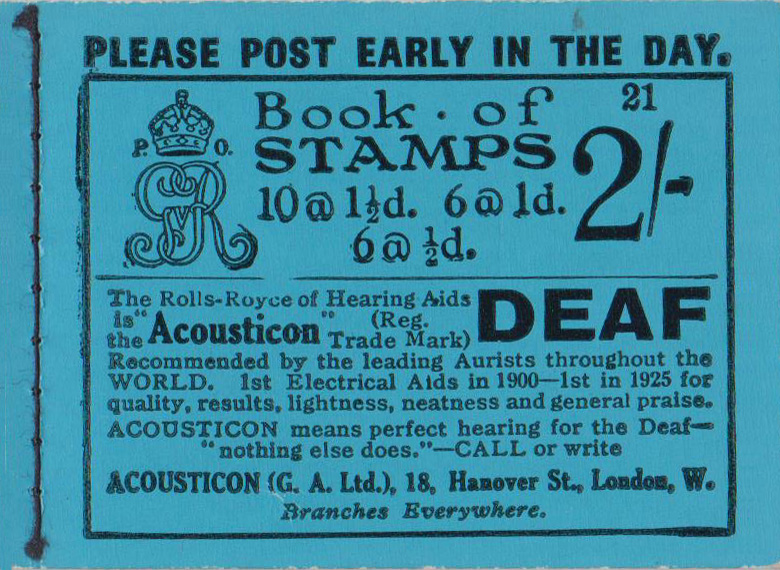 PLEASE POST EARLY IN THE DAY.
21
Book · of
STAMPS
2/-
P. O.
GRV
10 @ 1½d. 6 @ 1d.
6 @ ½d.
The Rolls-Royce of Hearing Aids
is "Acousticon" (Reg.
the Trade Mark)
DEAF
Recommended by the leading Aurists throughout the
WORLD. 1st Electrical Aids in 1900—1st in 1925 for
quality, results, lightness, neatness and general praise.
ACOUSTICON means perfect hearing for the Deaf—
"nothing else does."—CALL or write
ACOUSTICON (G. A. Ltd.), 18, Hanover St., London, W.
Branches Everywhere.